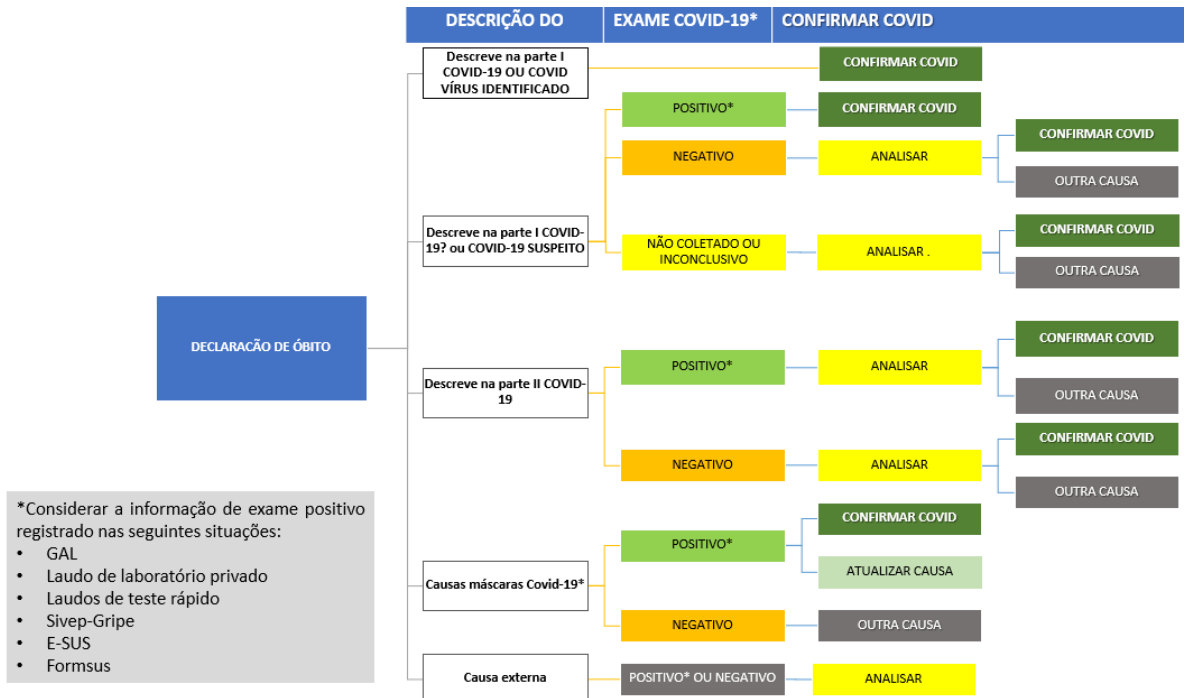 DESCRIÇÃO DO
EXAME COVID-19*
CONFIRMAR COVID
Descreve na parte I
COVID-19 OU COVID
VÍRUS IDENTIFICADO
CONFIRMAR COVID
POSITIVO*
CONFIRMAR COVID
NEGATIVO
ANALISAR
CONFIRMAR COVID
OUTRA CAUSA
Descreve na parte I COVID-
19? ou COVID-19 SUSPEITO
NÃO COLETADO OU
INCONCLUSIVO
ANALISAR .
CONFIRMAR COVID
OUTRA CAUSA
DECLARACÃO DE ÓBITO
Descreve na parte II COVID-
19
POSITIVO*
ANALISAR
CONFIRMAR COVID
OUTRA CAUSA
NEGATIVO
ANALISAR
CONFIRMAR COVID
OUTRA CAUSA
Causas máscaras Covid-19*
POSITIVO*
CONFIRMAR COVID
ATUALIZAR CAUSA
NEGATIVO
OUTRA CAUSA
Causa externa
POSITIVO* OU NEGATIVO
ANALISAR
*Considerar a informação de exame positivo
registrado nas seguintes situações:
• GAL
• Laudo de laboratório privado
• Laudos de teste rápido
• Sivep-Gripe
• E-SUS
• Formsus